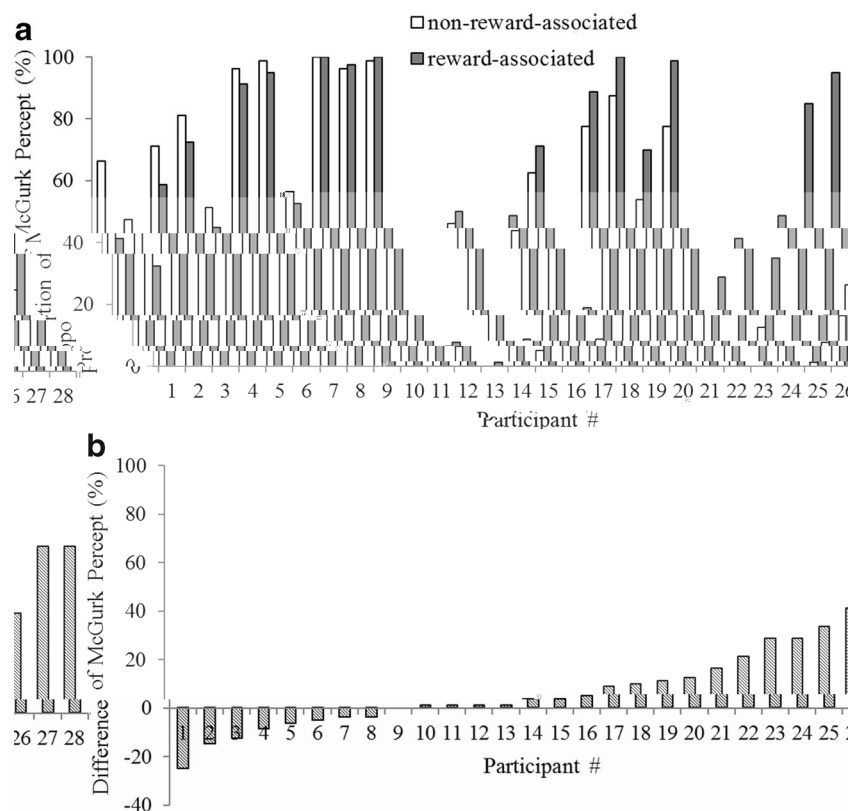 a
non-reward-associated
reward-associated
McGurk Percept (%)
100
80
60
40
20
1 2 3 4 5 6 7 8 9 10 11 12 13 14 15 16 17 18 19 20 21 22 23 24 25 26
27 28
Participant #
b
Difference of McGurk Percept (%)
100
80
60
40
20
0
-20
-40
1 2 3 4 5 6 7 8 9 10 11 12 13 14 15 16 17 18 19 20 21 22 23 24 25
26 27 28
Participant #